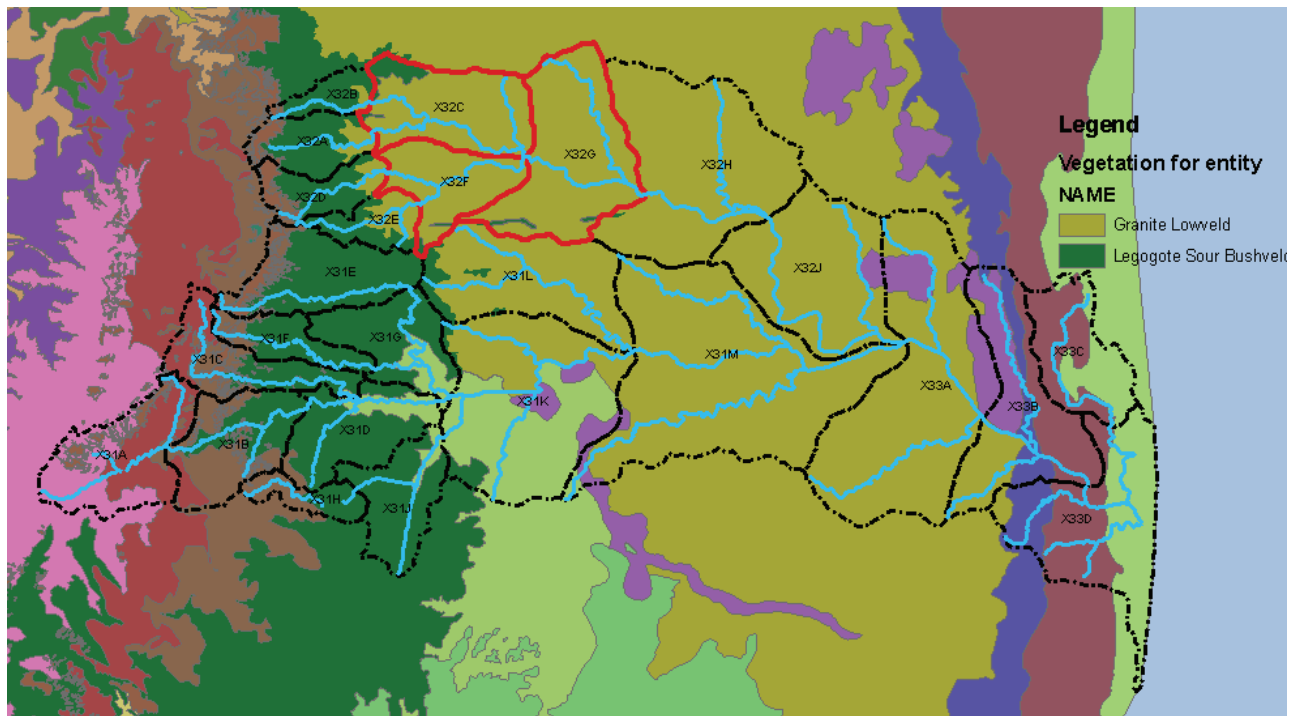 X32B
X32C
X32A
X32G
X32H
X32F
X32D
X32E
X31E
X31L
X32J
X31F
X31G
X31C
X31M
X33C
X33A
X31K
X33B
X31D
X31B
X31A
X31H
X31J
X33D
Legend
Vegetation for entity
NAME
Granite Lowveld
Legogote Sour Bushveld